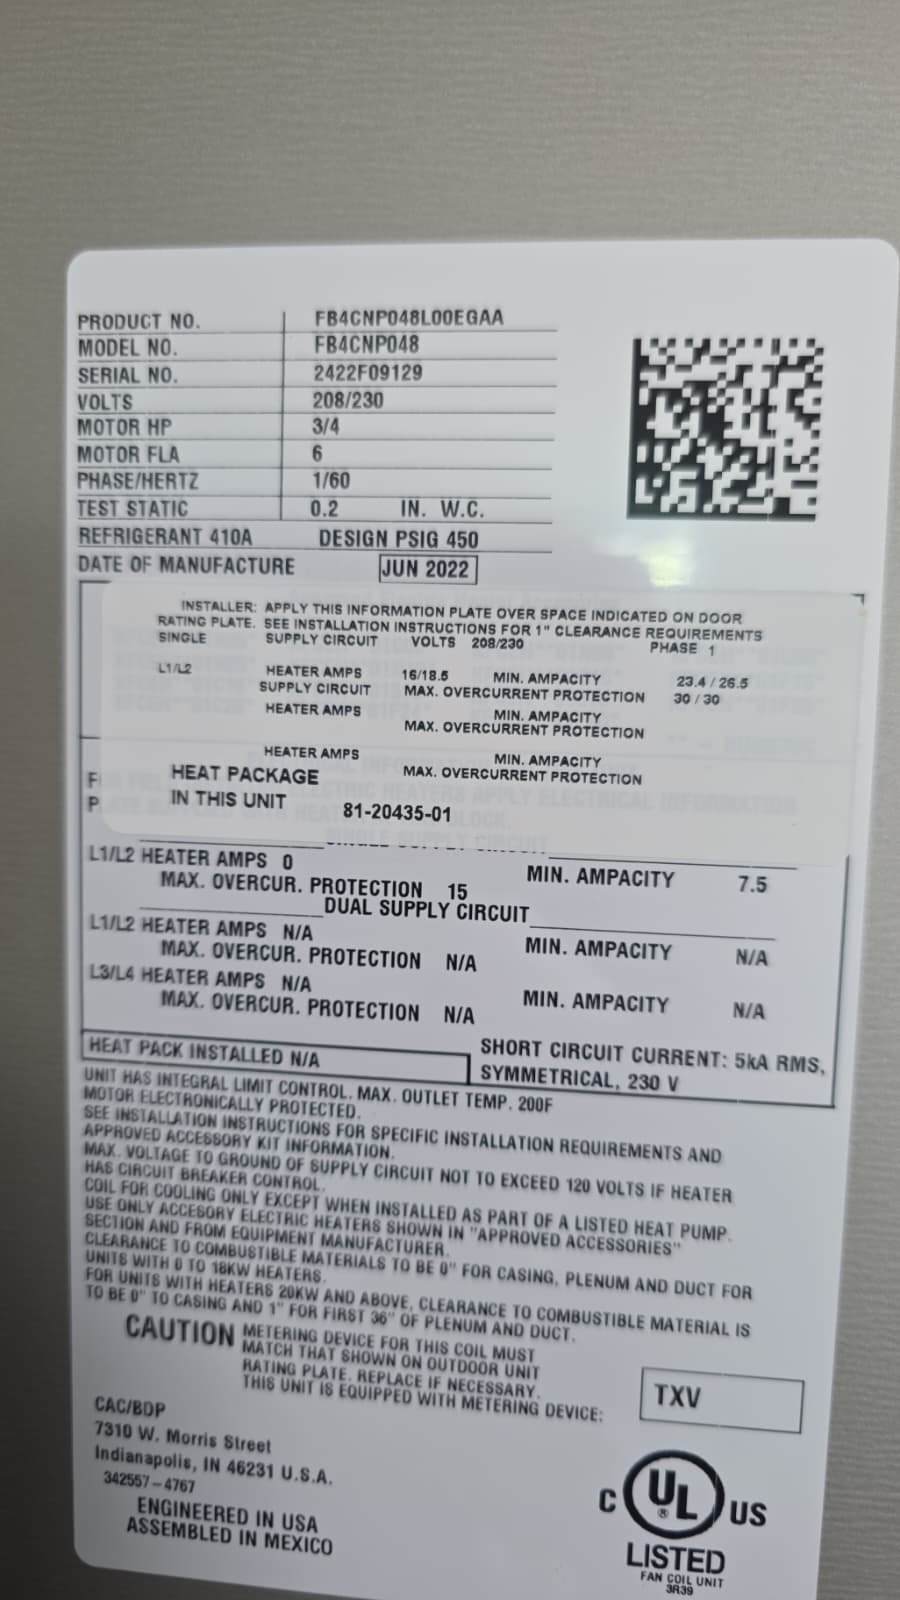 PRODUCT NO. FB4CNP048L00EGAA
MODEL NO. FB4CNP048
SERIAL NO. 2422F09129
VOLTS 208/230
MOTOR HP 3/4
MOTOR FLA 6
PHASE/HERTZ 1/60
TEST STATIC 0.2 IN. W.C.
REFRIGERANT 410A DESIGN PSIG 450
DATE OF MANUFACTURE JUN 2022
INSTALLER: APPLY THIS INFORMATION PLATE OVER SPACE INDICATED ON DOOR
RATING PLATE. SEE INSTALLATION INSTRUCTIONS FOR 1" CLEARANCE REQUIREMENTS
SINGLE SUPPLY CIRCUIT VOLTS 208/230 PHASE 1
L1/L2 HEATER AMPS 16/18.5 MIN. AMPACITY 23.4 / 26.5
SUPPLY CIRCUIT MAX. OVERCURRENT PROTECTION 30 / 30
HEATER AMPS MIN. AMPACITY
MAX. OVERCURRENT PROTECTION
HEATER AMPS MIN. AMPACITY
HEAT PACKAGE MAX. OVERCURRENT PROTECTION
IN THIS UNIT 81-20435-01
L1/L2 HEATER AMPS 0 MIN. AMPACITY 7.5
MAX. OVERCUR. PROTECTION 15
DUAL SUPPLY CIRCUIT
L1/L2 HEATER AMPS N/A MIN. AMPACITY N/A
MAX. OVERCUR. PROTECTION N/A
L3/L4 HEATER AMPS N/A MIN. AMPACITY N/A
MAX. OVERCUR. PROTECTION N/A
HEAT PACK INSTALLED N/A
SHORT CIRCUIT CURRENT: 5kA RMS,
SYMMETRICAL, 230 V
UNIT HAS INTEGRAL LIMIT CONTROL. MAX. OUTLET TEMP. 200F
MOTOR ELECTRONICALLY PROTECTED.
SEE INSTALLATION INSTRUCTIONS FOR SPECIFIC INSTALLATION REQUIREMENTS AND
APPROVED ACCESSORY KIT INFORMATION.
MAX. VOLTAGE TO GROUND OF SUPPLY CIRCUIT NOT TO EXCEED 120 VOLTS IF HEATER
HAS CIRCUIT BREAKER CONTROL.
COIL FOR COOLING ONLY EXCEPT WHEN INSTALLED AS PART OF A LISTED HEAT PUMP.
USE ONLY ACCESORY ELECTRIC HEATERS SHOWN IN "APPROVED ACCESSORIES"
SECTION AND FROM EQUIPMENT MANUFACTURER.
CLEARANCE TO COMBUSTIBLE MATERIALS TO BE 0" FOR CASING, PLENUM AND DUCT FOR
UNITS WITH 0 TO 18KW HEATERS.
FOR UNITS WITH HEATERS 20KW AND ABOVE, CLEARANCE TO COMBUSTIBLE MATERIAL IS
TO BE 0" TO CASING AND 1" FOR FIRST 36" OF PLENUM AND DUCT.
CAUTION METERING DEVICE FOR THIS COIL MUST
MATCH THAT SHOWN ON OUTDOOR UNIT
RATING PLATE. REPLACE IF NECESSARY.
THIS UNIT IS EQUIPPED WITH METERING DEVICE: TXV
CAC/BDP
7310 W. Morris Street
Indianapolis, IN 46231 U.S.A.
342557-4767
ENGINEERED IN USA
ASSEMBLED IN MEXICO
C UL ® US
LISTED
FAN COIL UNIT
3R39